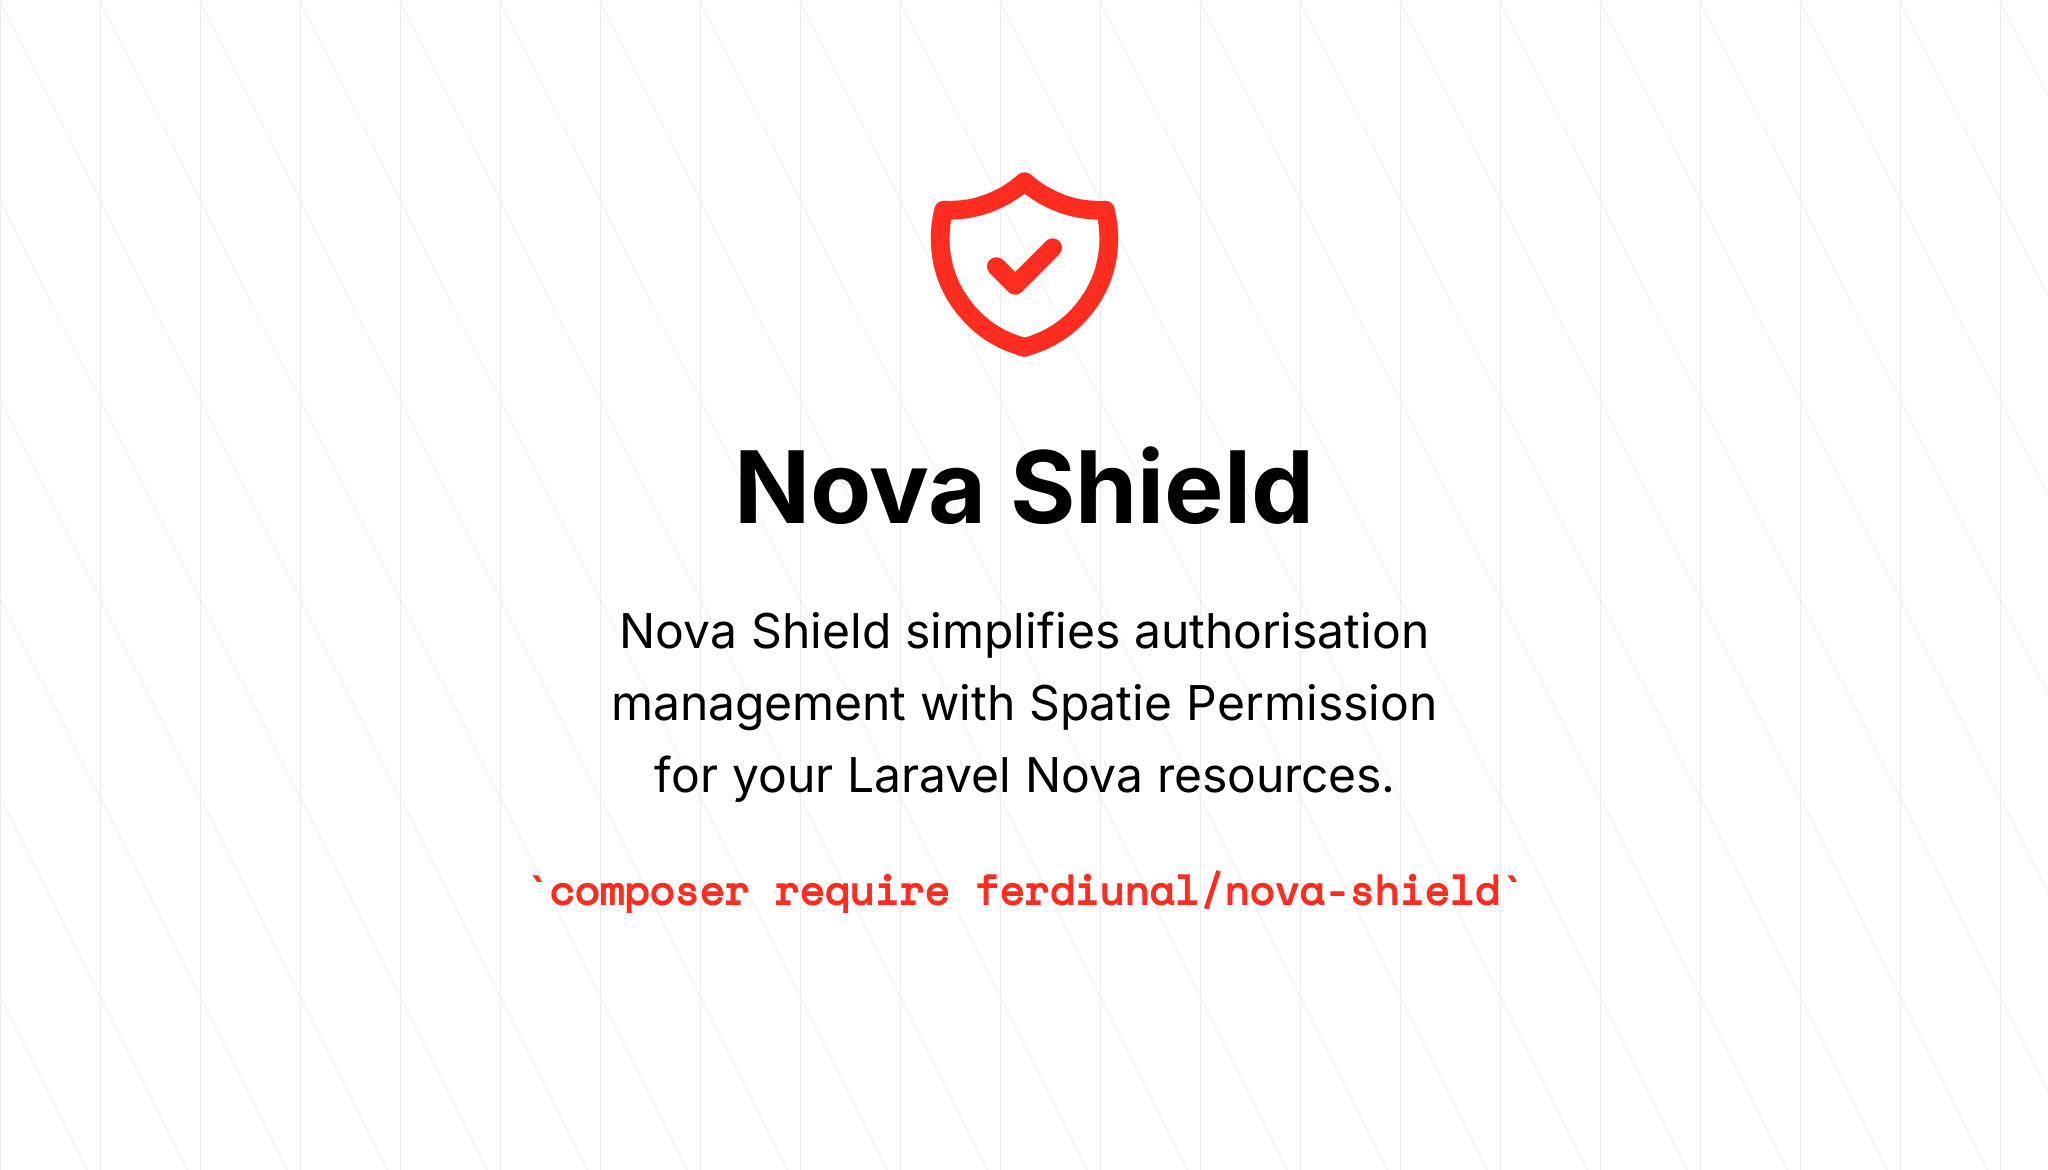 Nova Shield
Nova Shield simplifies authorisation
management with Spatie Permission
for your Laravel Nova resources.
`composer require ferdiunal/nova-shield`